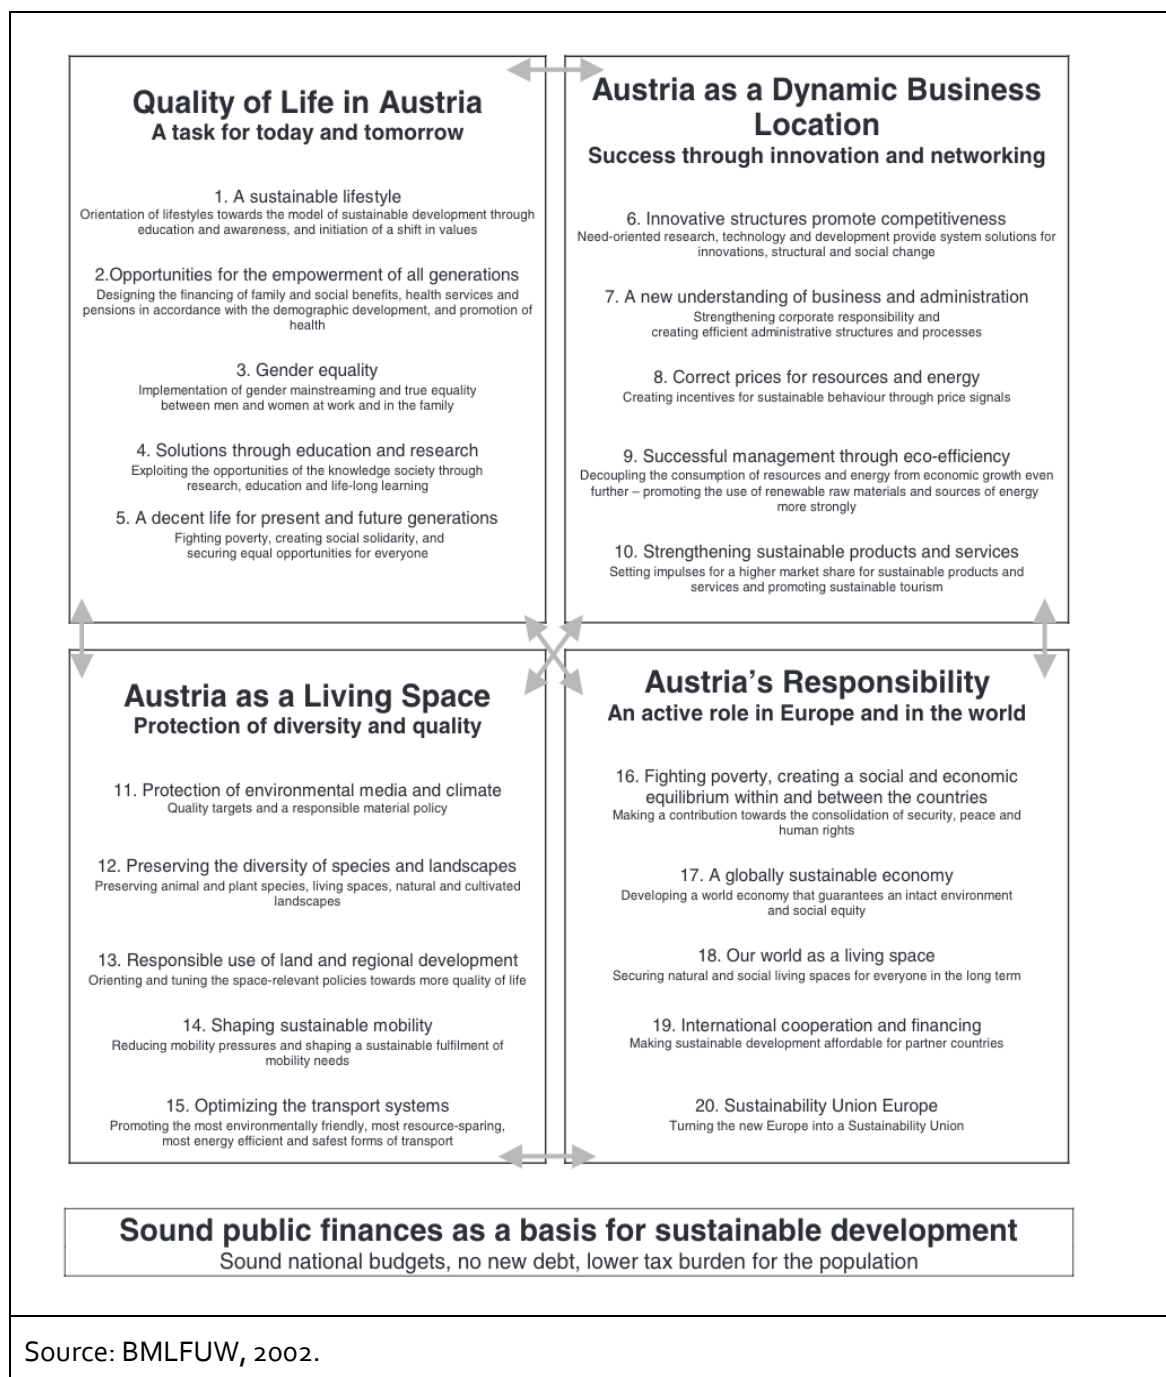 Quality of Life in Austria
A task for today and tomorrow
1. A sustainable lifestyle
Orientation of lifestyles towards the model of sustainable development through
education and awareness, and initiation of a shift in values
2.Opportunities for the empowerment of all generations
Designing the financing of family and social benefits, health services and
pensions in accordance with the demographic development, and promotion of
health
3. Gender equality
Implementation of gender mainstreaming and true equality
between men and women at work and in the family
4. Solutions through education and research
Exploiting the opportunities of the knowledge society through
research, education and life-long learning
5. A decent life for present and future generations
Fighting poverty, creating social solidarity, and
securing equal opportunities for everyone
Austria as a Dynamic Business
Location
Success through innovation and networking
6. Innovative structures promote competitiveness
Need-oriented research, technology and development provide system solutions for
innovations, structural and social change
7. A new understanding of business and administration
Strengthening corporate responsibility and
creating efficient administrative structures and processes
8. Correct prices for resources and energy
Creating incentives for sustainable behaviour through price signals
9. Successful management through eco-efficiency
Decoupling the consumption of resources and energy from economic growth even
further – promoting the use of renewable raw materials and sources of energy
more strongly
10. Strengthening sustainable products and services
Setting impulses for a higher market share for sustainable products and
services and promoting sustainable tourism
Austria as a Living Space
Protection of diversity and quality
11. Protection of environmental media and climate
Quality targets and a responsible material policy
12. Preserving the diversity of species and landscapes
Preserving animal and plant species, living spaces, natural and cultivated
landscapes
13. Responsible use of land and regional development
Orienting and tuning the space-relevant policies towards more quality of life
14. Shaping sustainable mobility
Reducing mobility pressures and shaping a sustainable fulfilment of
mobility needs
15. Optimizing the transport systems
Promoting the most environmentally friendly, most resource-sparing,
most energy efficient and safest forms of transport
Austria's Responsibility
An active role in Europe and in the world
16. Fighting poverty, creating a social and economic
equilibrium within and between the countries
Making a contribution towards the consolidation of security, peace and
human rights
17. A globally sustainable economy
Developing a world economy that guarantees an intact environment
and social equity
18. Our world as a living space
Securing natural and social living spaces for everyone in the long term
19. International cooperation and financing
Making sustainable development affordable for partner countries
20. Sustainability Union Europe
Turning the new Europe into a Sustainability Union
Sound public finances as a basis for sustainable development
Sound national budgets, no new debt, lower tax burden for the population
Source: BMLFUW, 2002.